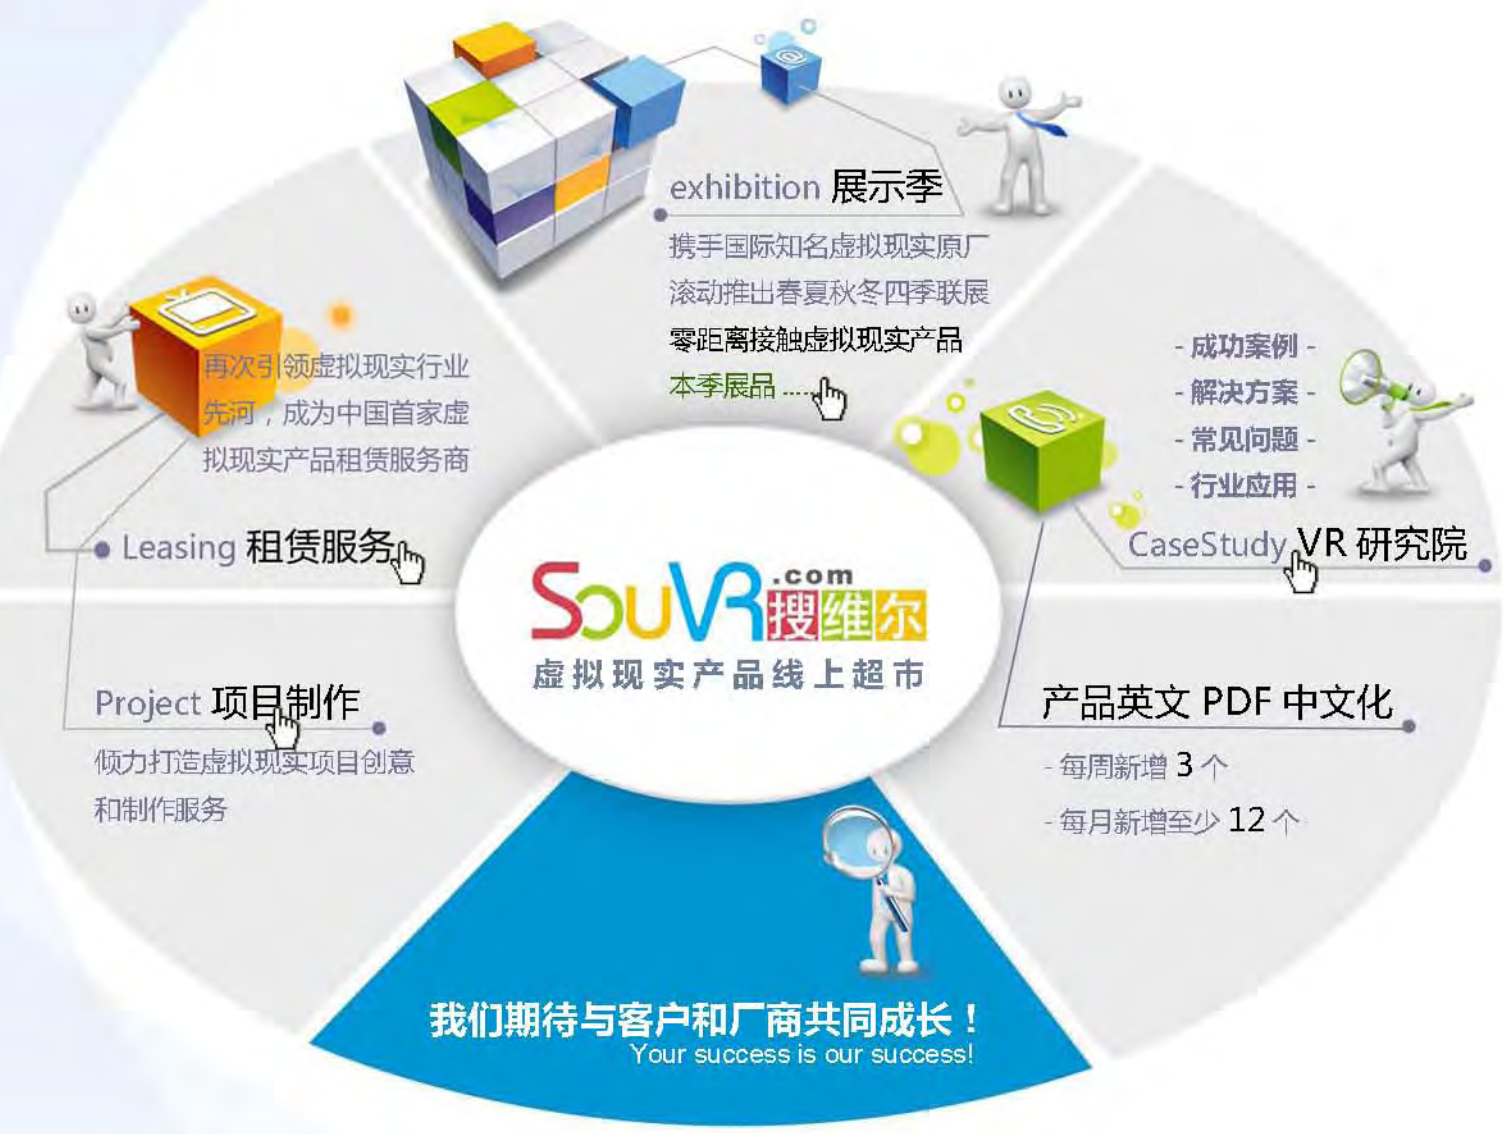 exhibition 展示季
携手国际知名虚拟现实原厂
滚动推出春夏秋冬四季联展
零距离接触虚拟现实产品
本季展品 ......
再次引领虚拟现实行业
先河，成为中国首家虚
拟现实产品租赁服务商
Leasing 租赁服务
- 成功案例 -
- 解决方案 -
- 常见问题 -
- 行业应用 -
CaseStudy VR 研究院
SouVR.com
搜维尔
虚拟现实产品线上超市
Project 项目制作
倾力打造虚拟现实项目创意
和制作服务
产品英文 PDF 中文化
- 每周新增 3 个
- 每月新增至少 12 个
我们期待与客户和厂商共同成长！
Your success is our success!